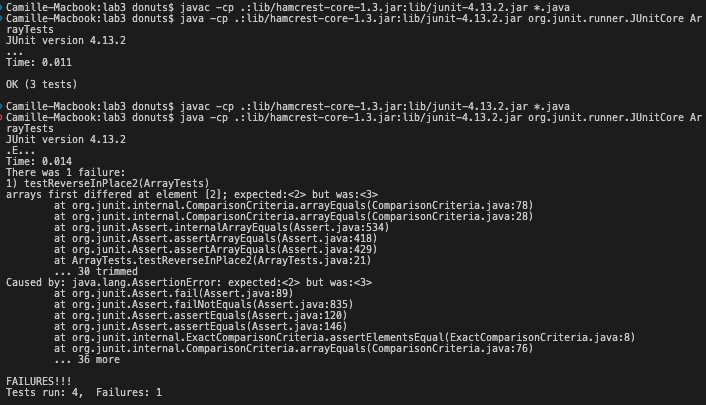 Camille-Macbook:lab3 donuts$ javac -cp .:lib/hamcrest-core-1.3.jar:lib/junit-4.13.2.jar *.java
Camille-Macbook:lab3 donuts$ java -cp .:lib/hamcrest-core-1.3.jar:lib/junit-4.13.2.jar org.junit.runner.JUnitCore Ar
rayTests
JUnit version 4.13.2
...
Time: 0.011

OK (3 tests)

Camille-Macbook:lab3 donuts$ javac -cp .:lib/hamcrest-core-1.3.jar:lib/junit-4.13.2.jar *.java
Camille-Macbook:lab3 donuts$ java -cp .:lib/hamcrest-core-1.3.jar:lib/junit-4.13.2.jar org.junit.runner.JUnitCore Ar
rayTests
JUnit version 4.13.2
.E...
Time: 0.014
There was 1 failure:
1) testReverseInPlace2(ArrayTests)
arrays first differed at element [2]; expected:<2> but was:<3>
        at org.junit.internal.ComparisonCriteria.arrayEquals(ComparisonCriteria.java:78)
        at org.junit.internal.ComparisonCriteria.arrayEquals(ComparisonCriteria.java:28)
        at org.junit.Assert.internalArrayEquals(Assert.java:534)
        at org.junit.Assert.assertArrayEquals(Assert.java:418)
        at org.junit.Assert.assertArrayEquals(Assert.java:429)
        at ArrayTests.testReverseInPlace2(ArrayTests.java:21)
        ... 30 trimmed
Caused by: java.lang.AssertionError: expected:<2> but was:<3>
        at org.junit.Assert.fail(Assert.java:89)
        at org.junit.Assert.failNotEquals(Assert.java:835)
        at org.junit.Assert.assertEquals(Assert.java:120)
        at org.junit.Assert.assertEquals(Assert.java:146)
        at org.junit.internal.ExactComparisonCriteria.assertElementsEqual(ExactComparisonCriteria.java:8)
        at org.junit.internal.ComparisonCriteria.arrayEquals(ComparisonCriteria.java:76)
        ... 36 more

FAILURES!!!
Tests run: 4,  Failures: 1